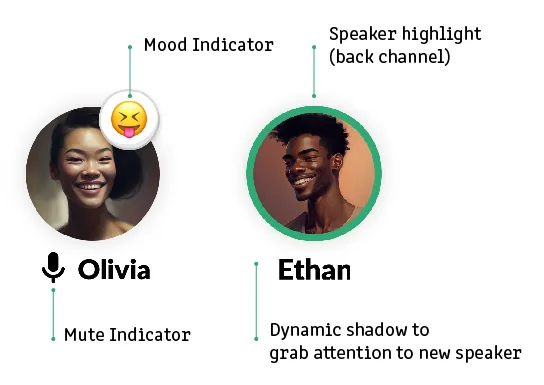 Mood Indicator
Speaker highlight
(back channel)
Olivia
Ethan
Mute Indicator
Dynamic shadow to
grab attention to new speaker